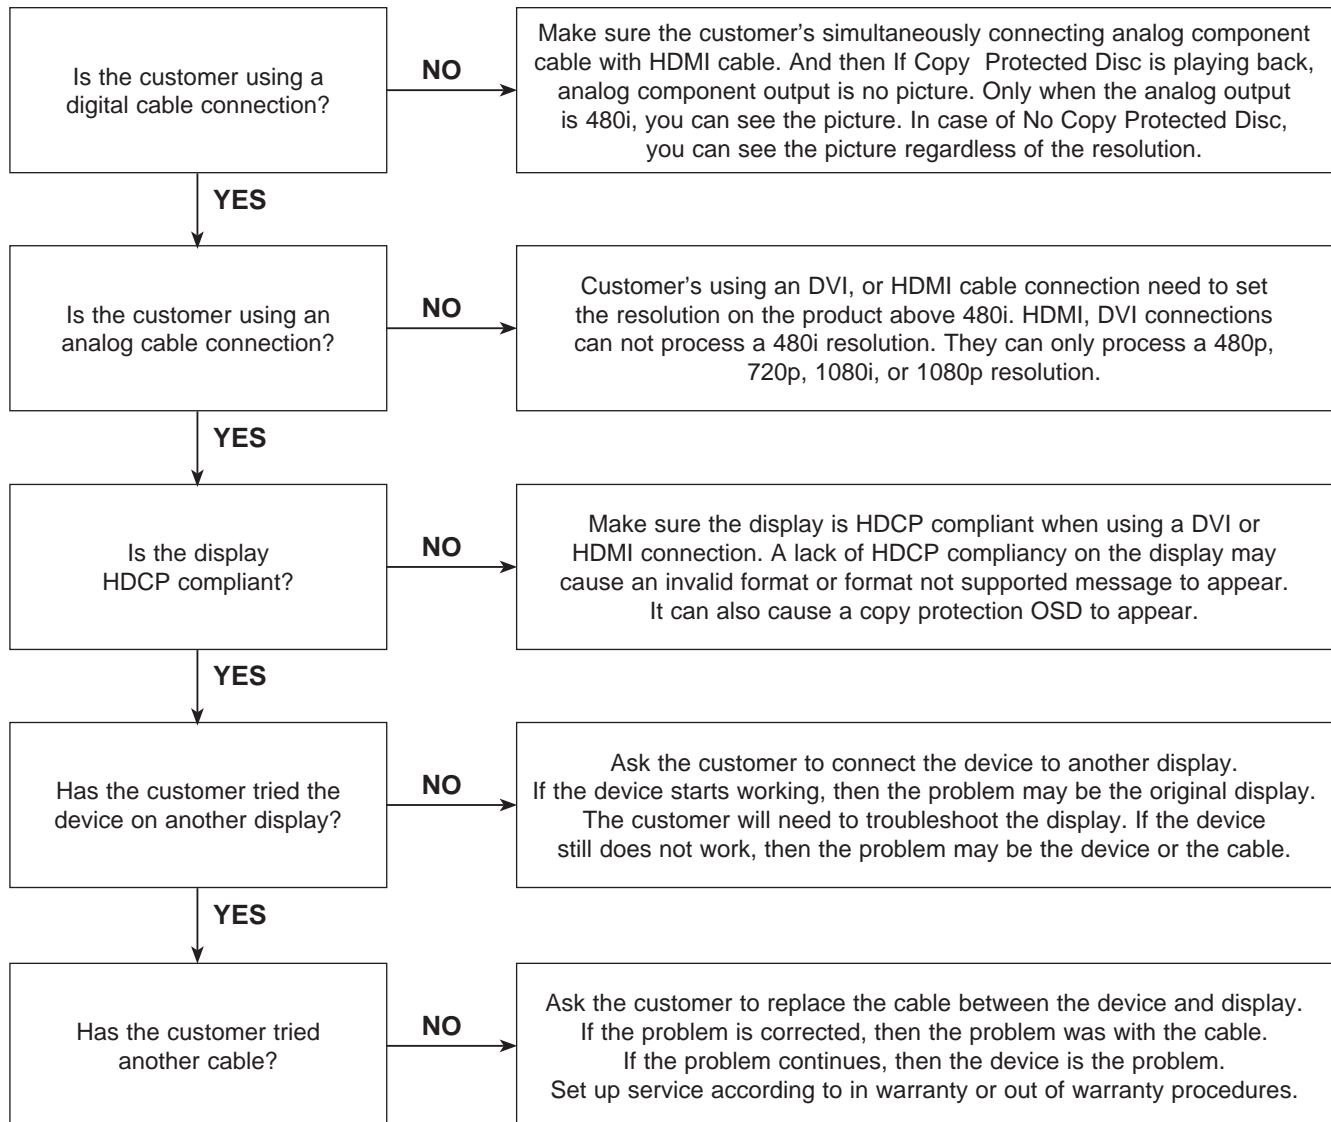 Is the customer using a
digital cable connection?
NO
Make sure the customer's simultaneously connecting analog component
cable with HDMI cable. And then If Copy Protected Disc is playing back,
analog component output is no picture. Only when the analog output
is 480i, you can see the picture. In case of No Copy Protected Disc,
you can see the picture regardless of the resolution.
YES
Is the customer using an
analog cable connection?
NO
Customer's using an DVI, or HDMI cable connection need to set
the resolution on the product above 480i. HDMI, DVI connections
can not process a 480i resolution. They can only process a 480p,
720p, 1080i, or 1080p resolution.
YES
Is the display
HDCP compliant?
NO
Make sure the display is HDCP compliant when using a DVI or
HDMI connection. A lack of HDCP compliancy on the display may
cause an invalid format or format not supported message to appear.
It can also cause a copy protection OSD to appear.
YES
Has the customer tried the
device on another display?
NO
Ask the customer to connect the device to another display.
If the device starts working, then the problem may be the original display.
The customer will need to troubleshoot the display. If the device
still does not work, then the problem may be the device or the cable.
YES
Has the customer tried
another cable?
NO
Ask the customer to replace the cable between the device and display.
If the problem is corrected, then the problem was with the cable.
If the problem continues, then the device is the problem.
Set up service according to in warranty or out of warranty procedures.